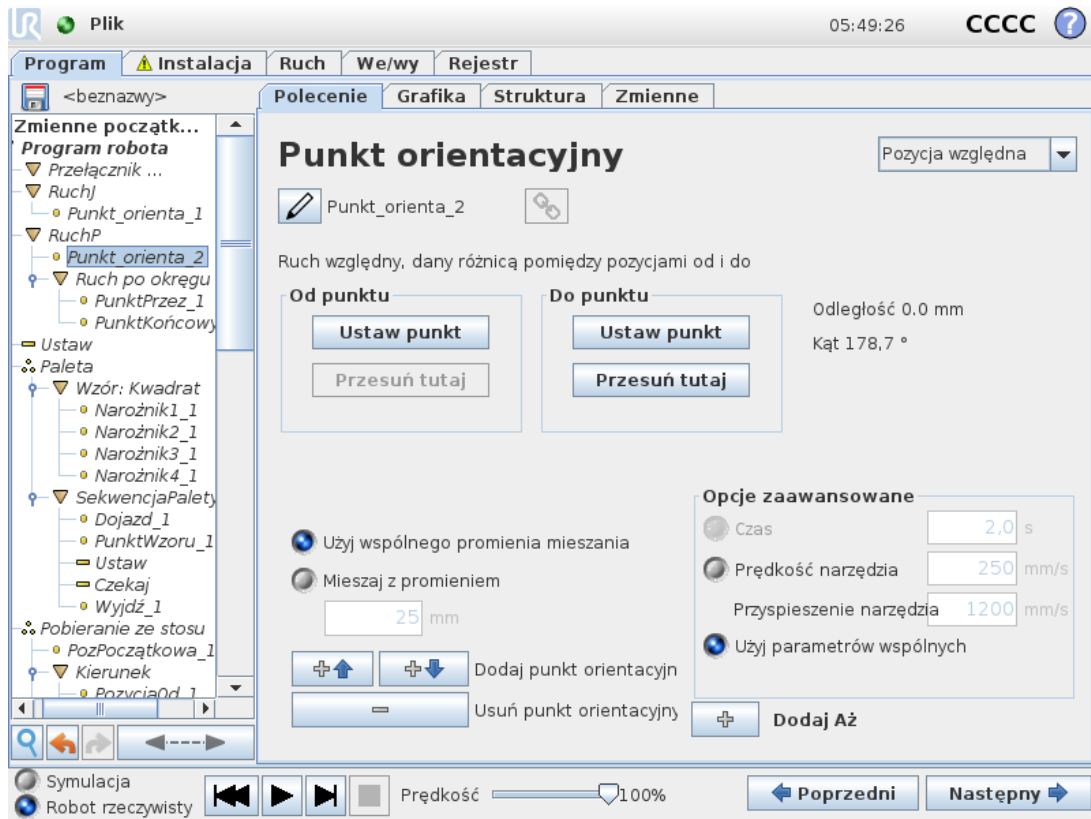 UR Plik 05:49:26 CCCC ?
Program Instalacja Ruch We/wy Rejestr
<beznazwy>
Polecenie Grafika Struktura Zmienne
Zmienne początk...
Program robota
Przełącznik ...
RuchJ
Punkt_orienta_1
RuchP
Punkt_orienta_2
Ruch po okręgu
PunktPrzez_1
PunktKońcowy
Ustaw
Paleta
Wzór: Kwadrat
Narożnik1_1
Narożnik2_1
Narożnik3_1
Narożnik4_1
SekwencjaPalety
Dojazd_1
PunktWzoru_1
Ustaw
Czekaj
Wyjdź_1
Pobieranie ze stosu
PozPoczątkowa_1
Kierunek
PozycjaOd_1
Punkt orientacyjny
Pozycja względna
Punkt_orienta_2
Ruch względny, dany różnicą pomiędzy pozycjami od i do
Od punktu
Ustaw punkt
Przesuń tutaj
Do punktu
Ustaw punkt
Przesuń tutaj
Odległość 0.0 mm
Kąt 178,7 °
Użyj wspólnego promienia mieszania
Mieszaj z promieniem
25 mm
Dodaj punkt orientacyjn
Usuń punkt orientacyjny
Opcje zaawansowane
Czas 2,0 s
Prędkość narzędzia 250 mm/s
Przyspieszenie narzędzia 1200 mm/s
Użyj parametrów wspólnych
Dodaj Aż
Symulacja
Robot rzeczywisty
Prędkość 100%
Poprzedni
Następny